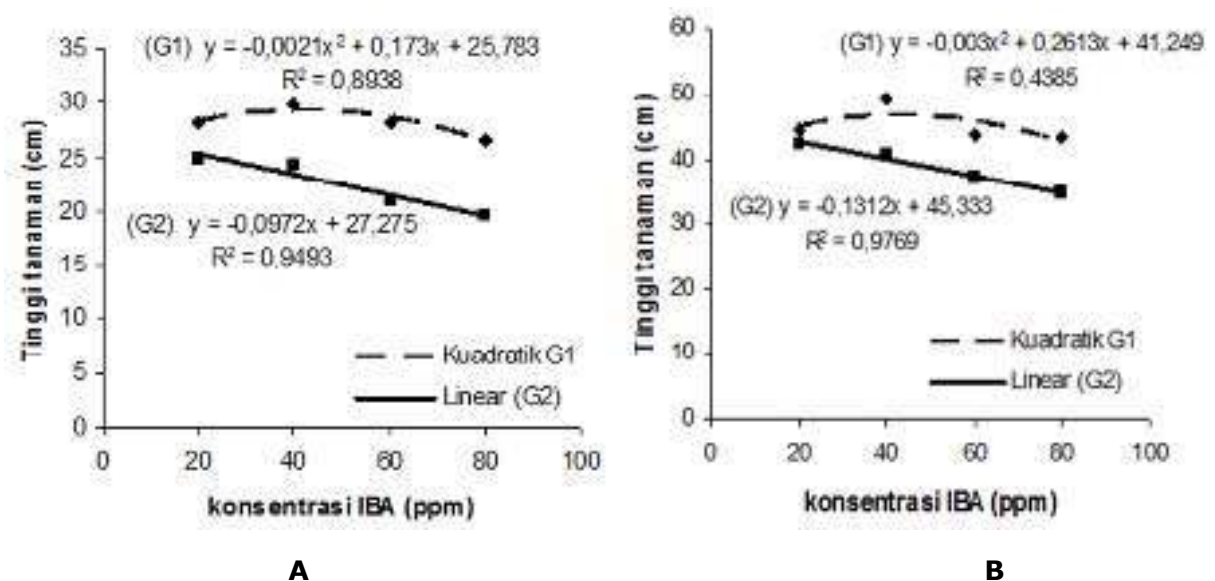 (G1) y = -0,0021x² + 0,173x + 25,783
R² = 0,8938
(G2) y = -0,0972x + 27,275
R² = 0,9493
Tinggi tanaman (cm)
35
30
25
20
15
10
5
0
0 20 40 60 80 100
konsentrasi IBA (ppm)
Kuadratik G1
Linear (G2)
A
(G1) y = -0,003x² + 0,2613x + 41,249
R² = 0,4385
(G2) y = -0,1312x + 45,333
R² = 0,9769
Tinggi tanaman (cm)
60
50
40
30
20
10
0
0 20 40 60 80 100
konsentrasi IBA (ppm)
Kuadratik G1
Linear (G2)
B